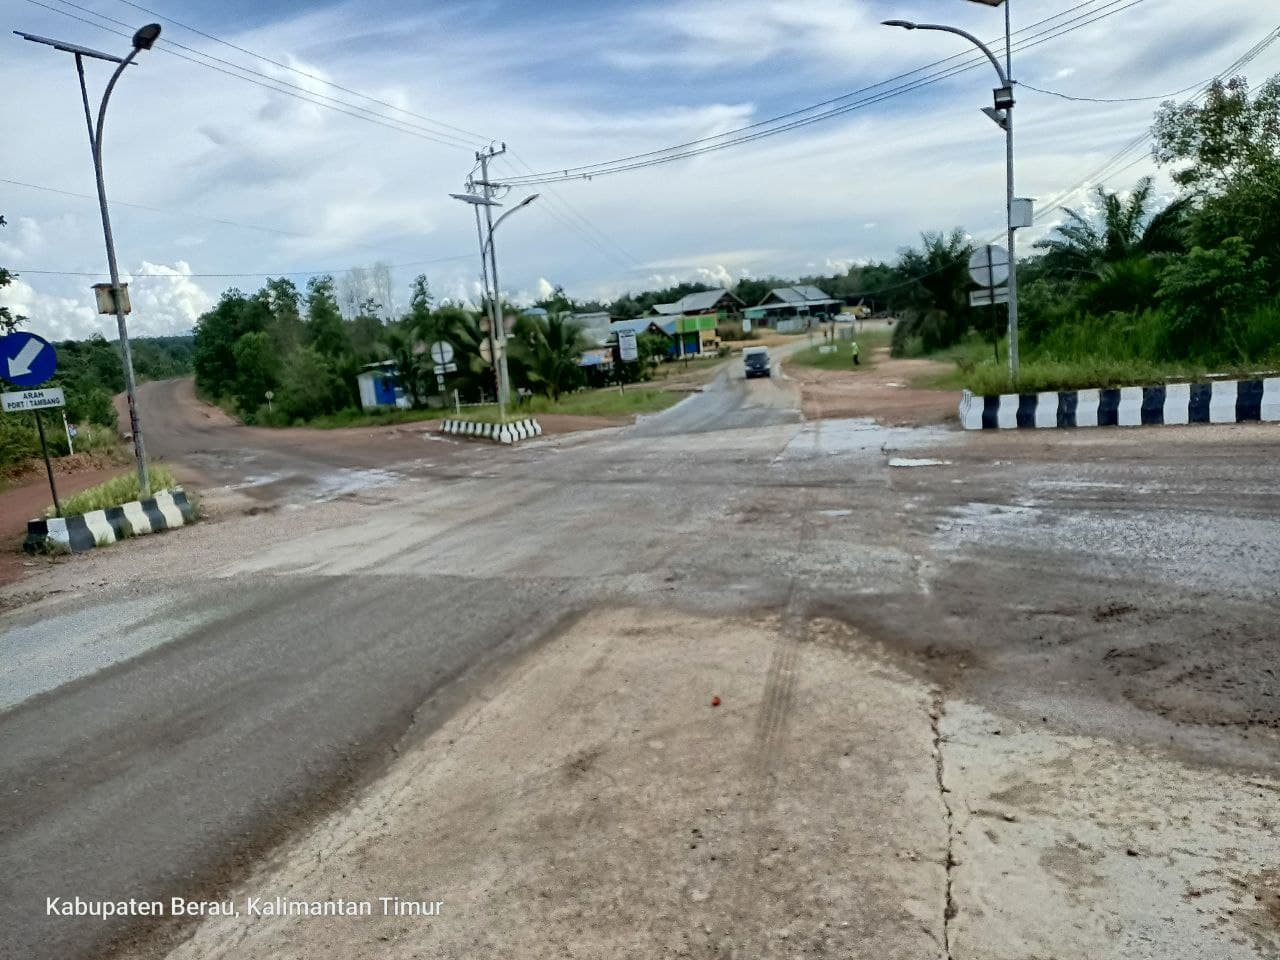 ARAH
PORT / TAMBANG
Kabupaten Berau, Kalimantan Timur